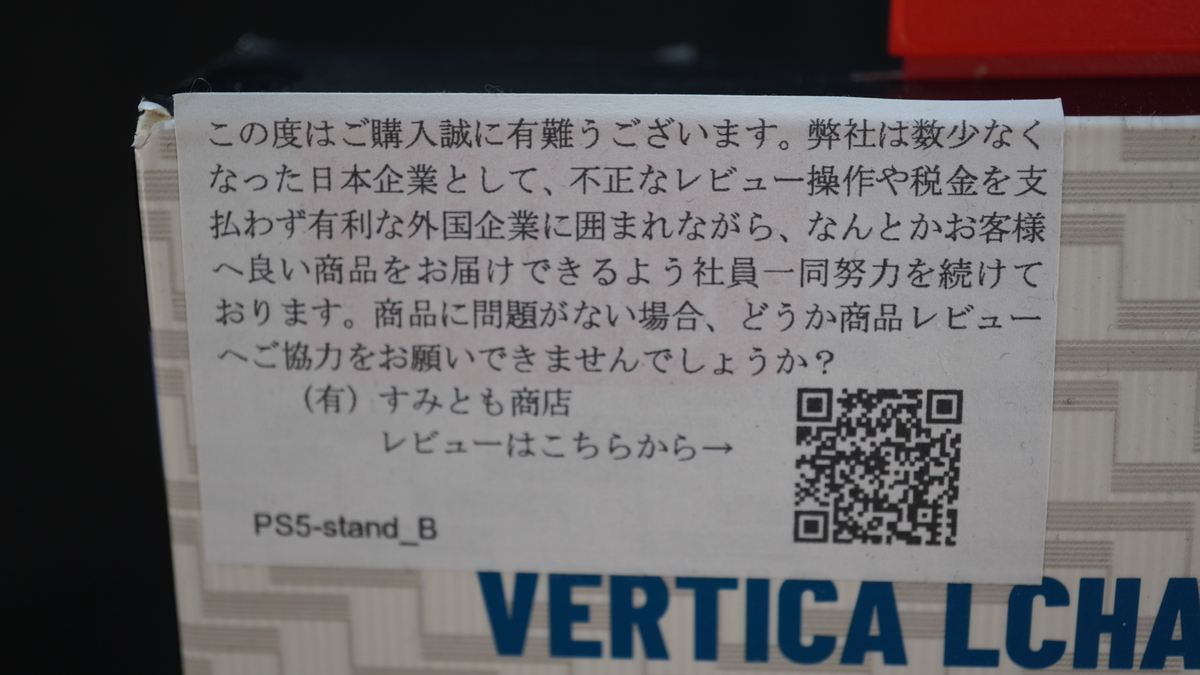 この度はご購入誠に有難うございます。弊社は数少なく
なった日本企業として、不正なレビュー操作や税金を支
払わず有利な外国企業に囲まれながら、なんとかお客様
へ良い商品をお届けできるよう社員一同努力を続けて
おります。商品に問題がない場合、どうか商品レビュー
へご協力をお願いできませんでしょうか？
（有）すみとも商店
レビューはこちらから→
PS5-stand_B
VERTICA LCHA